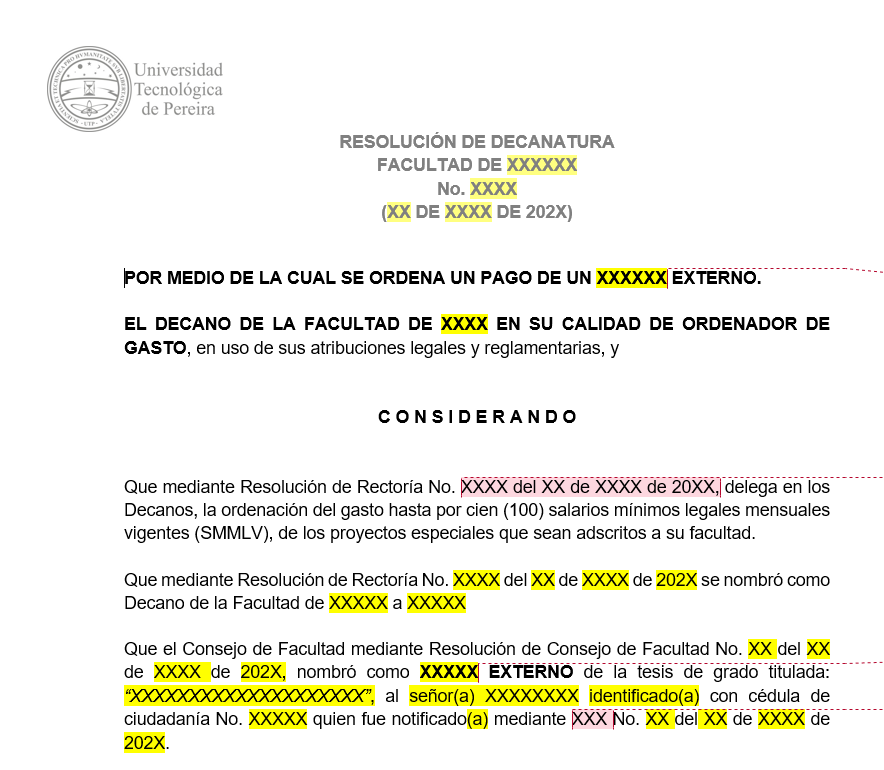 Universidad
Tecnológica
de Pereira
RESOLUCIÓN DE DECANATURA
FACULTAD DE XXXXXX
No. XXXX
(XX DE XXXX DE 202X)
POR MEDIO DE LA CUAL SE ORDENA UN PAGO DE UN XXXXXX EXTERNO.
EL DECANO DE LA FACULTAD DE XXXX EN SU CALIDAD DE ORDENADOR DE
GASTO, en uso de sus atribuciones legales y reglamentarias, y
C O N S I D E R A N D O
Que mediante Resolución de Rectoría No. XXXX del XX de XXXX de 20XX, delega en los
Decanos, la ordenación del gasto hasta por cien (100) salarios mínimos legales mensuales
vigentes (SMMLV), de los proyectos especiales que sean adscritos a su facultad.
Que mediante Resolución de Rectoría No. XXXX del XX de XXXX de 202X se nombró como
Decano de la Facultad de XXXXX a XXXXX
Que el Consejo de Facultad mediante Resolución de Consejo de Facultad No. XX del XX
de XXXX de 202X, nombró como XXXXX EXTERNO de la tesis de grado titulada:
“XXXXXXXXXXXXXXXXXXXX”, al señor(a) XXXXXXXX identificado(a) con cédula de
ciudadanía No. XXXXX quien fue notificado(a) mediante XXX No. XX del XX de XXXX de
202X.